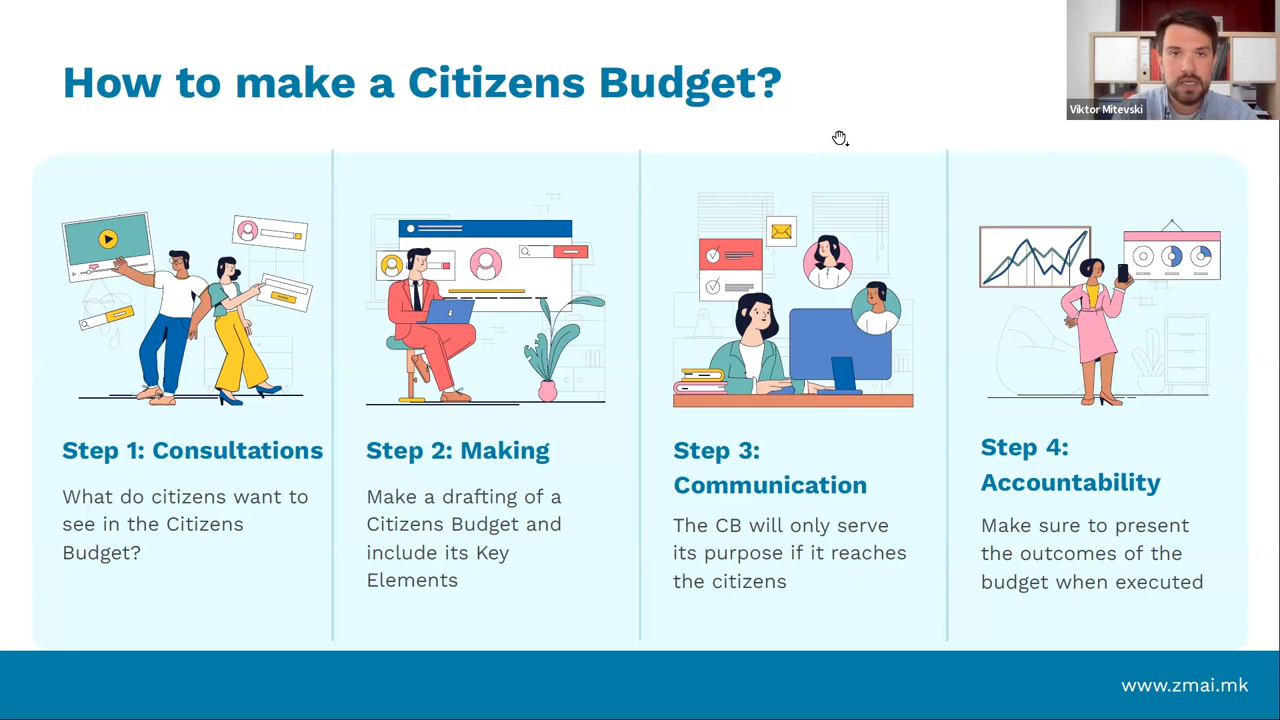 How to make a Citizens Budget?
Viktor Mitevski
Step 1: Consultations
What do citizens want to
see in the Citizens
Budget?
Step 2: Making
Make a drafting of a
Citizens Budget and
include its Key
Elements
Step 3:
Communication
The CB will only serve
its purpose if it reaches
the citizens
Step 4:
Accountability
Make sure to present
the outcomes of the
budget when executed
www.zmai.mk